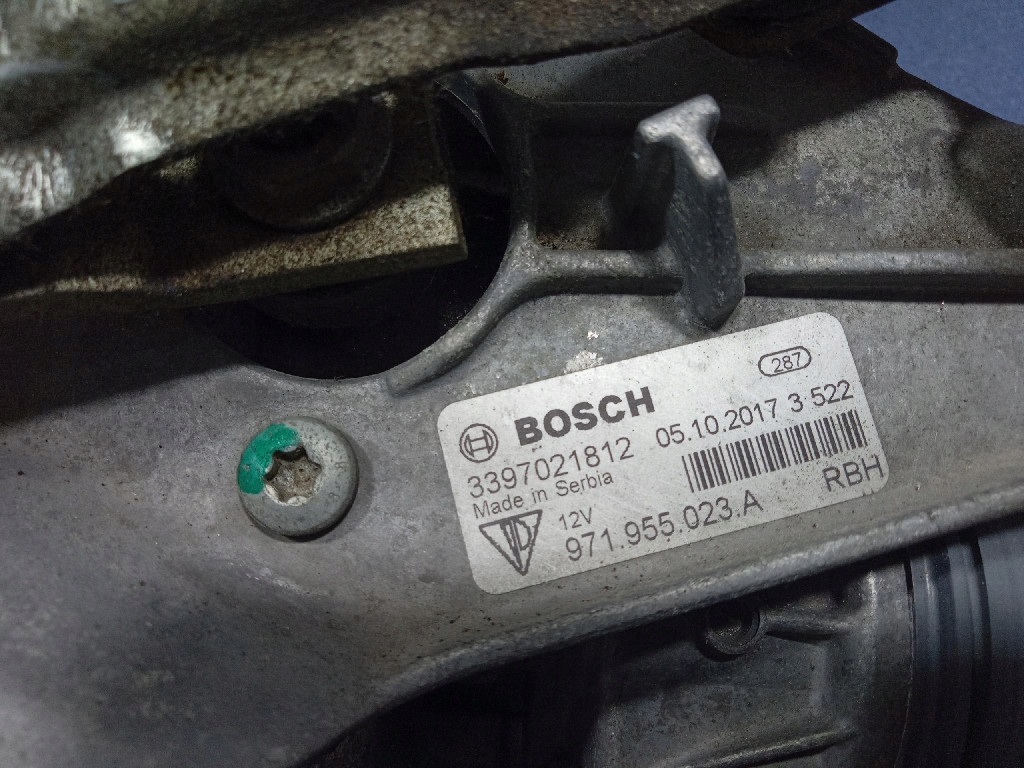 287
BOSCH
3397021812 05.10.2017 3 522
Made in Serbia
12V
971.955.023.A RBH